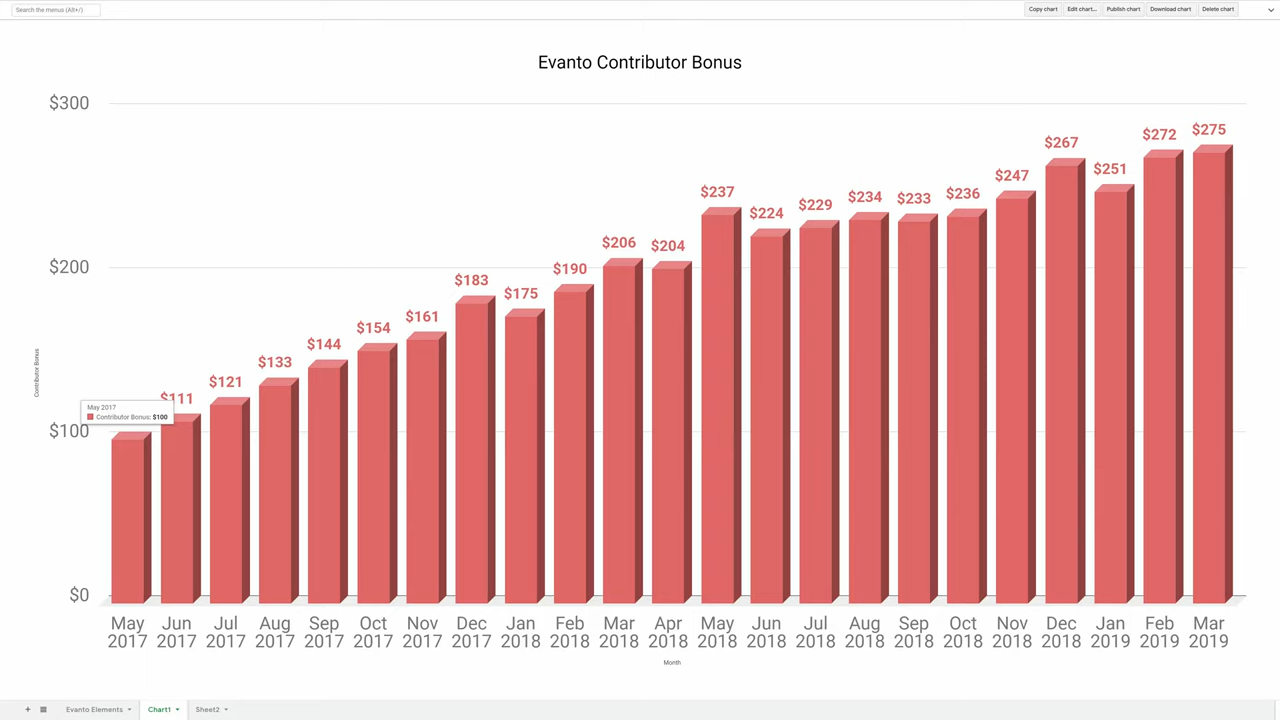 Search the menus (Alt+/)
Copy chart
Edit chart...
Publish chart
Download chart
Delete chart
Evanto Contributor Bonus
$300
$200
$100
$0
Contributor Bonus
May 2017
Contributor Bonus: $100
$111
$121
$133
$144
$154
$161
$183
$175
$190
$206
$204
$237
$224
$229
$234
$233
$236
$247
$267
$251
$272
$275
May
2017
Jun
2017
Jul
2017
Aug
2017
Sep
2017
Oct
2017
Nov
2017
Dec
2017
Jan
2018
Feb
2018
Mar
2018
Apr
2018
May
2018
Jun
2018
Jul
2018
Aug
2018
Sep
2018
Oct
2018
Nov
2018
Dec
2018
Jan
2019
Feb
2019
Mar
2019
Month
+
Evanto Elements
Chart1
Sheet2